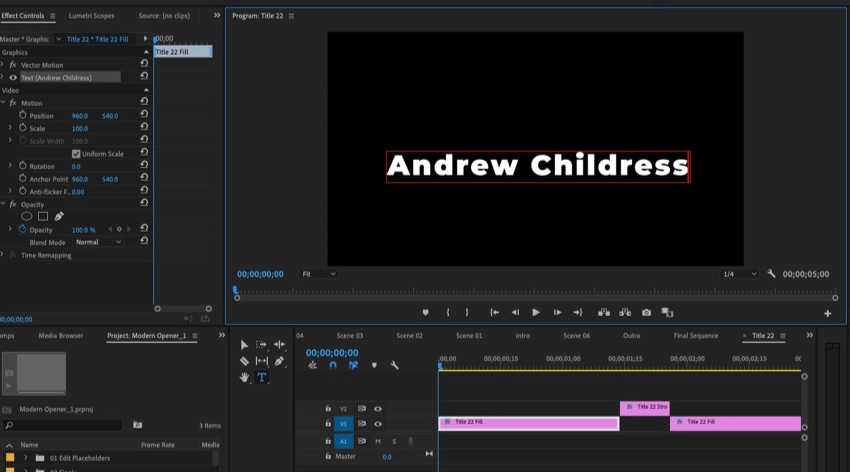 Effect Controls
Lumetri Scopes
Source: (no clips)
Program: Title 22
Master * Graphic
Title 22 * Title 22 Fill
00;00
Graphics
Title 22 Fill
fx Vector Motion
Text (Andrew Childress)
Video
fx Motion
Position 960.0 540.0
Scale 100.0
Scale Width 100.0
Uniform Scale
Rotation 0.0
Anchor Point 960.0 540.0
Anti-flicker F... 0.00
fx Opacity
Opacity 100.0 %
Blend Mode Normal
fx Time Remapping
00;00;00;00
Andrew Childress
00;00;00;00
Fit
1/4
00;00;05;00
Media Browser
Project: Modern Opener_1
Modern Opener_1.prproj
3 Items
Name
Frame Rate
Media
01 Edit Placeholders
04
Scene 03
Scene 02
Scene 01
Intro
Scene 06
Outro
Final Sequence
Title 22
00;00;00;00
;00;00
00;00;00;15
00;00;01;00
00;00;01;15
00;00;02;00
00;00;02;15
V2
fx Title 22 Stro
V1
fx Title 22 Fill
fx Title 22 Fill
A1 M S
Master 0.0